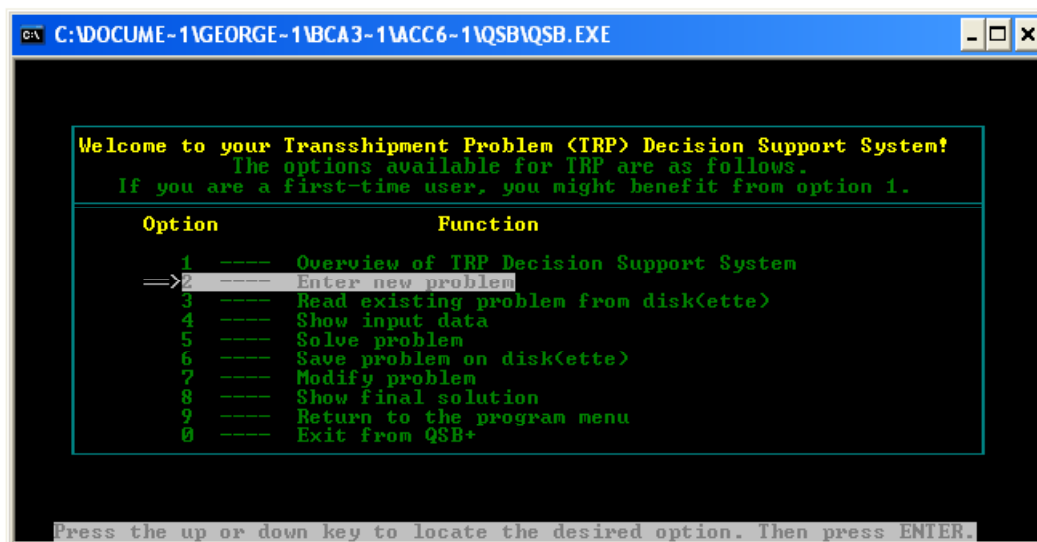 C:\DOCUME~1\GEORGE~1\BCA3~1\ACC6~1\QSB\QSB.EXE
Welcome to your Transshipment Problem (TRP) Decision Support System!
The options available for TRP are as follows.
If you are a first-time user, you might benefit from option 1.
Option Function
1 ---- Overview of TRP Decision Support System
==>2 ---- Enter new problem
3 ---- Read existing problem from disk(ette)
4 ---- Show input data
5 ---- Solve problem
6 ---- Save problem on disk(ette)
7 ---- Modify problem
8 ---- Show final solution
9 ---- Return to the program menu
0 ---- Exit from QSB+
Press the up or down key to locate the desired option. Then press ENTER.